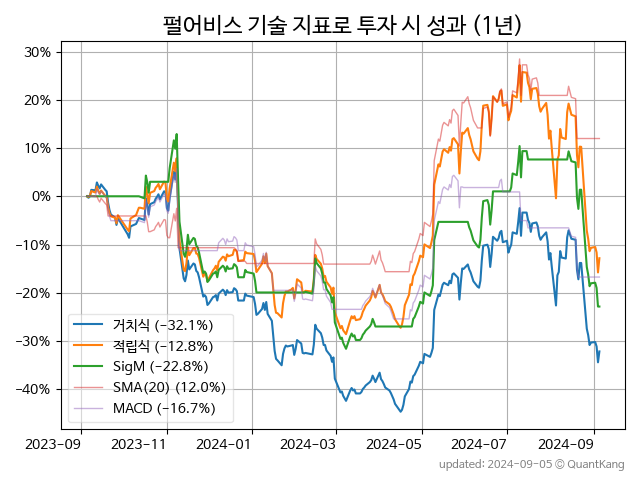 펄어비스 기술 지표로 투자 시 성과 (1년)
30%
20%
10%
0%
−10%
−20%
−30%
−40%
거치식 (−32.1%)
적립식 (−12.8%)
SigM (−22.8%)
SMA(20) (12.0%)
MACD (−16.7%)
2023−09 2023−11 2024−01 2024−03 2024−05 2024−07 2024−09
updated: 2024−09−05 © QuantKang